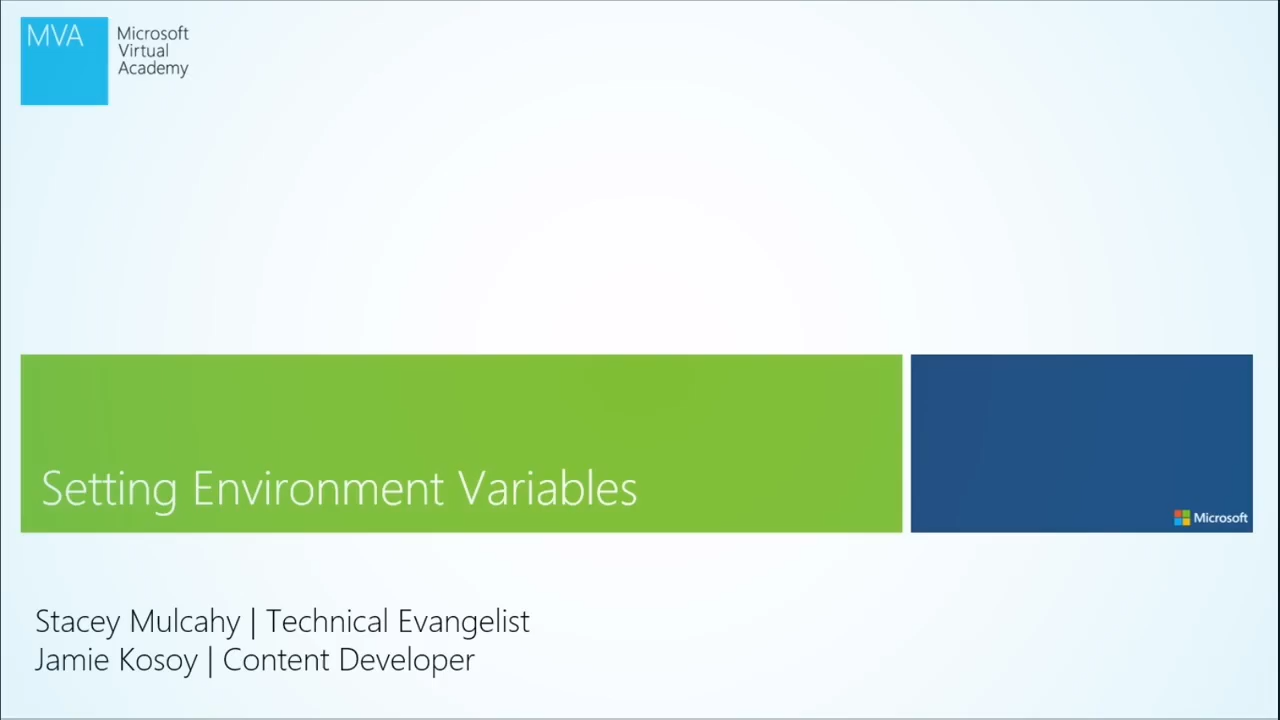 MVA
Microsoft
Virtual
Academy
Setting Environment Variables
Microsoft
Stacey Mulcahy | Technical Evangelist
Jamie Kosoy | Content Developer